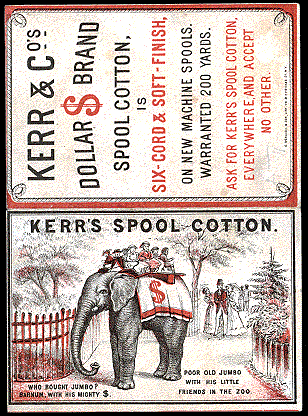 KERR & CO'S
DOLLAR $ BRAND
SPOOL COTTON,
IS
SIX-CORD & SOFT-FINISH,
ON NEW MACHINE SPOOLS.
WARRANTED 200 YARDS.
ASK FOR KERR'S SPOOL COTTON,
EVERYWHERE, AND ACCEPT
NO OTHER.
KERR'S SPOOL COTTON.
$
WHO BOUGHT JUMBO?
BARNUM, WITH HIS MIGHTY $.
POOR OLD JUMBO
WITH HIS LITTLE
FRIENDS IN THE ZOO